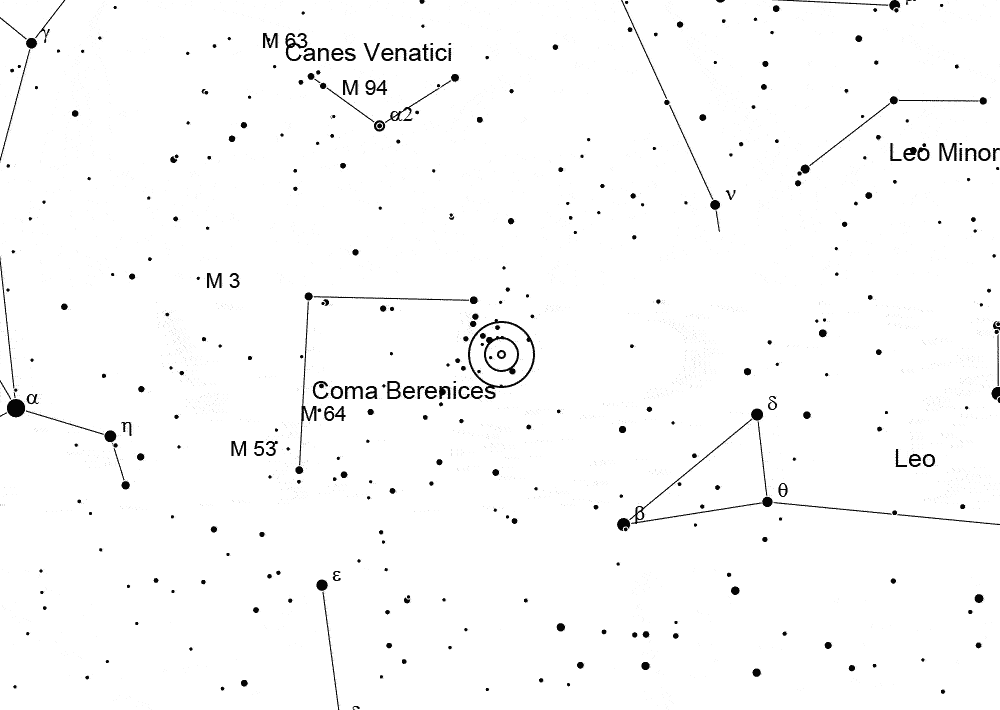 γ
M 63
Canes Venatici
M 94
α2
Leo Minor
ν
M 3
Coma Berenices
α
δ
M 64
η
M 53
Leo
θ
β
ε